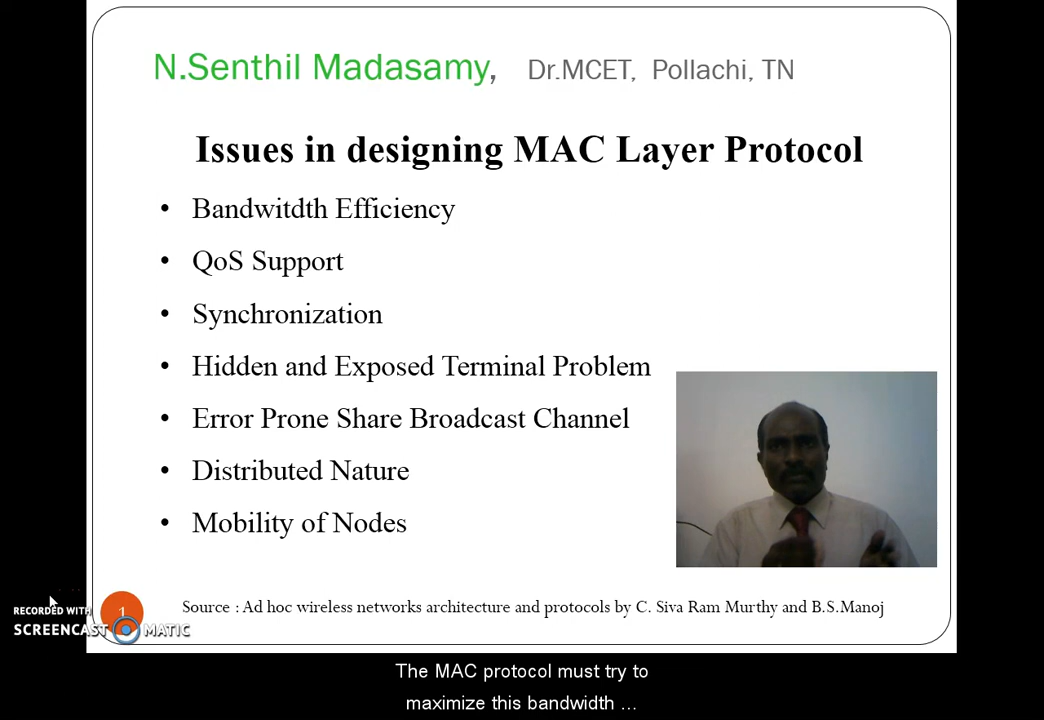 N.Senthil Madasamy, Dr.MCET, Pollachi, TN
Issues in designing MAC Layer Protocol
• Bandwitdth Efficiency
• QoS Support
• Synchronization
• Hidden and Exposed Terminal Problem
• Error Prone Share Broadcast Channel
• Distributed Nature
• Mobility of Nodes
Source : Ad hoc wireless networks architecture and protocols by C. Siva Ram Murthy and B.S.Manoj
1
RECORDED WITH
SCREENCAST MATIC
The MAC protocol must try to
maximize this bandwidth ...